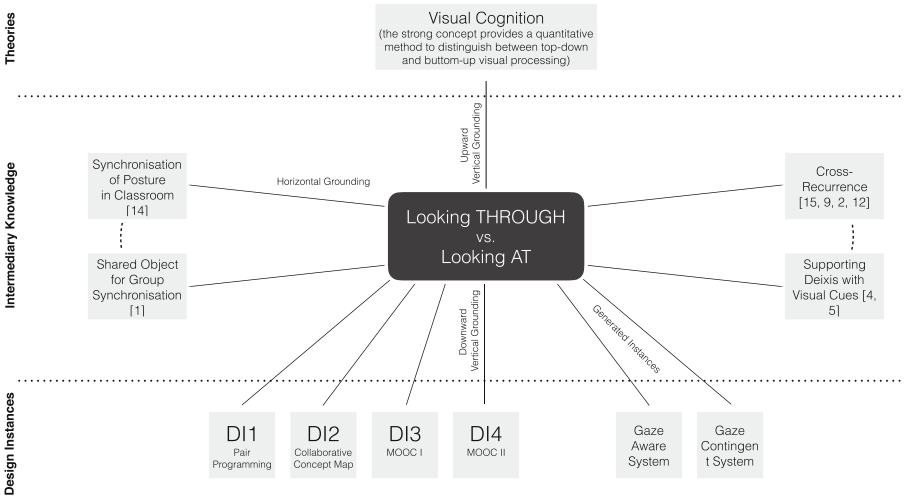 Theories
Visual Cognition
(the strong concept provides a quantitative
method to distinguish between top-down
and buttom-up visual processing)
Upward
Vertical Grounding
Intermediary Knowledge
Synchronisation
of Posture
in Classroom
[14]
Horizontal Grounding
Cross-
Recurrence
[15, 9, 2, 12]
Looking THROUGH
vs.
Looking AT
Shared Object
for Group
Synchronisation
[1]
Supporting
Deixis with
Visual Cues [4,
5]
Downward
Vertical Grounding
Generated Instances
Design Instances
DI1
Pair
Programming
DI2
Collaborative
Concept Map
DI3
MOOC I
DI4
MOOC II
Gaze
Aware
System
Gaze
Contingen
t System